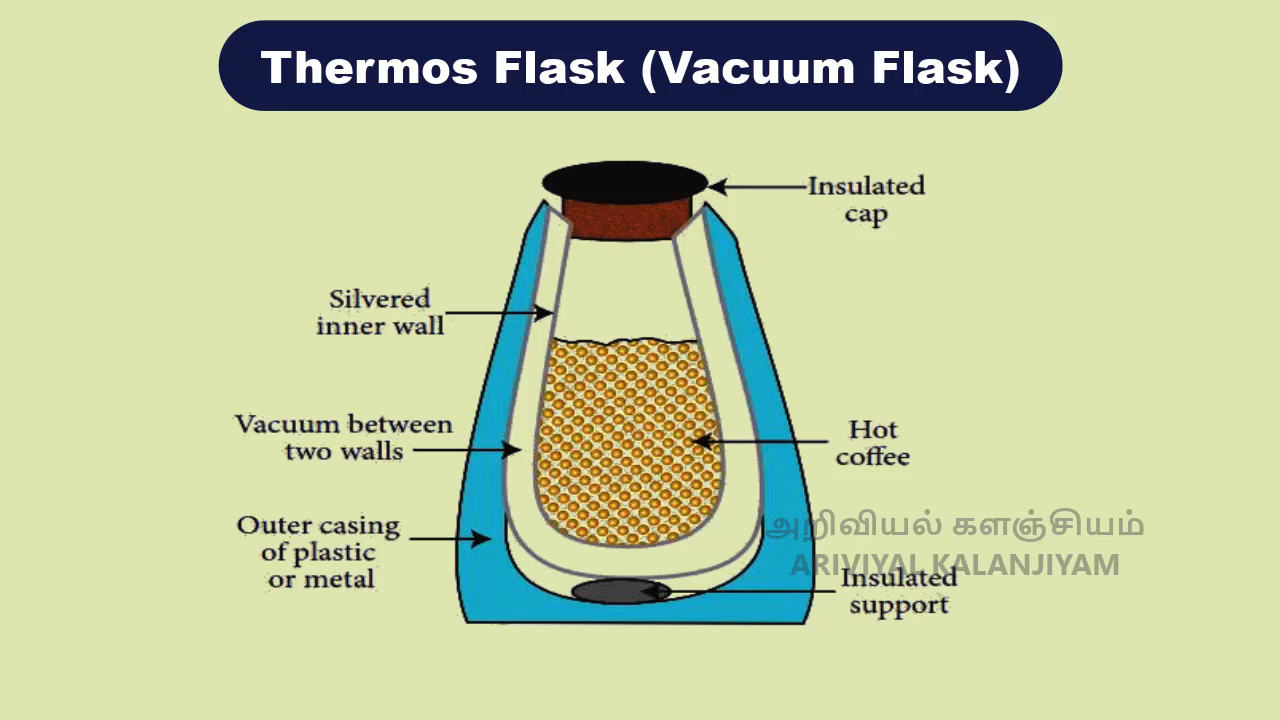 Thermos Flask (Vacuum Flask)
Insulated
cap
Silvered
inner wall
Vacuum between
two walls
Hot
coffee
Outer casing
of plastic
or metal
அறிவியல் களஞ்சியம்
ARIVIYAL KALANJIYAM
Insulated
support